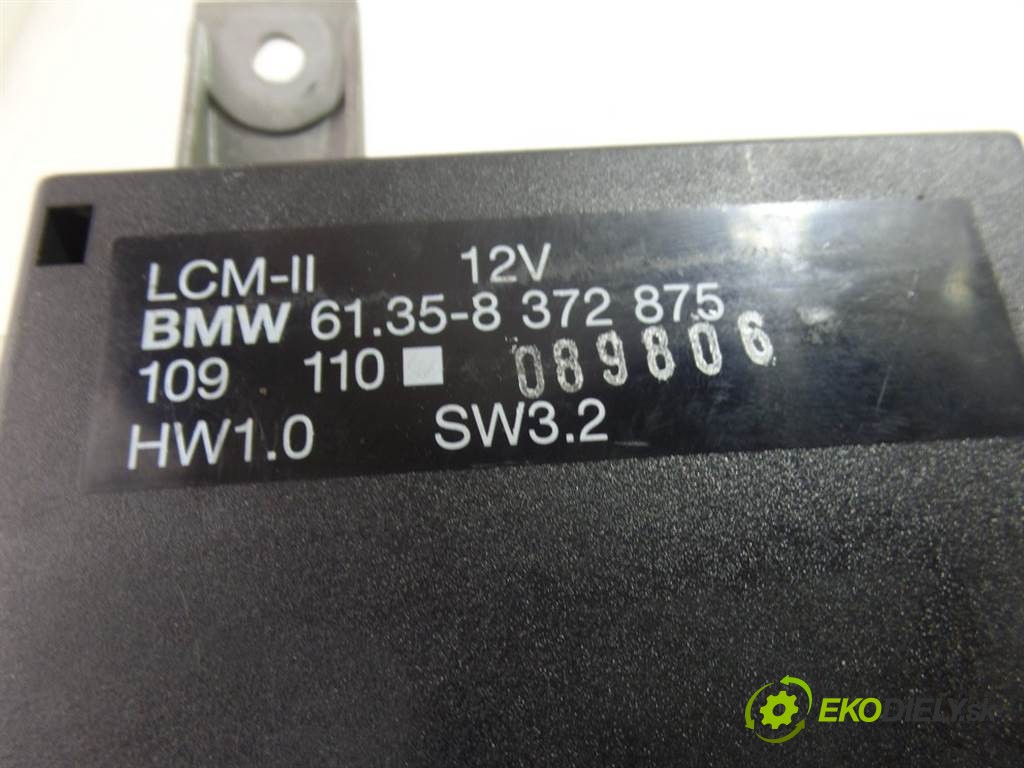 LCM-II 12V
BMW 61.35-8 372 875
109 110 089806
HW1.0 SW3.2
EKODIELY.sk